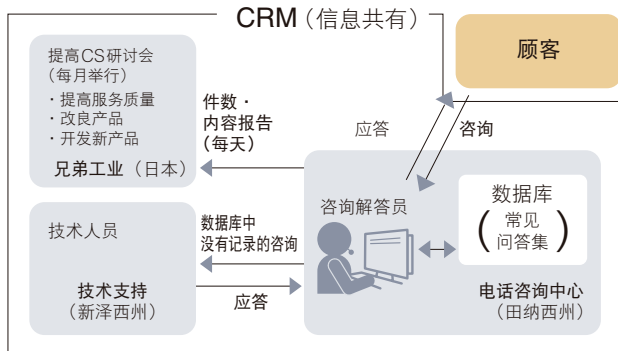 CRM（信息共有）
顾客
提高CS研讨会
（每月举行）
・提高服务质量
・改良产品
・开发新产品
兄弟工业（日本）
件数・
内容报告
（每天）
应答
咨询
咨询解答员
数据库
（常见
问答集）
电话咨询中心
（田纳西州）
技术人员
技术支持
（新泽西州）
数据库中
没有记录的咨询
应答